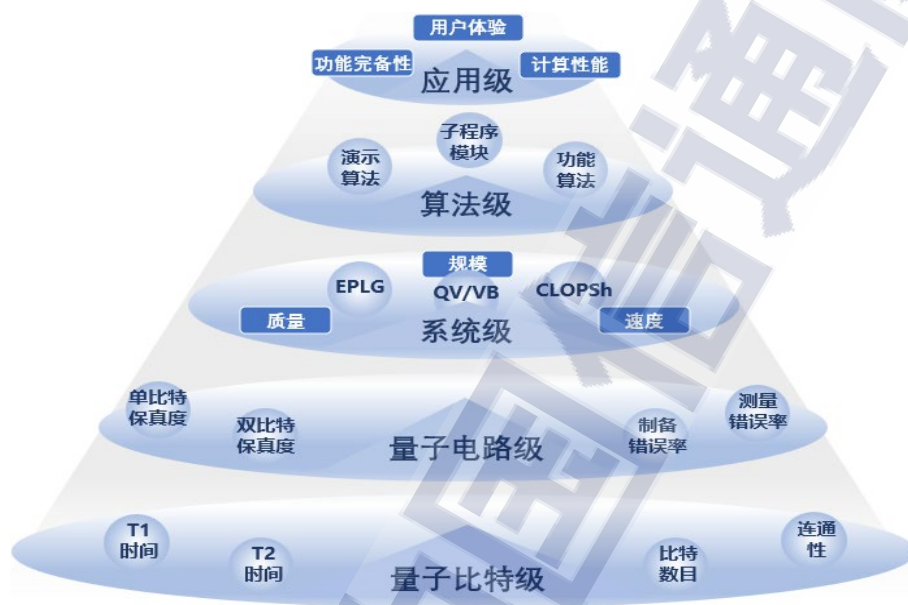 用户体验
功能完备性
计算性能
应用级
子程序
模块
演示
算法
功能
算法
算法级
规模
EPLG
QV/VB
CLOPSh
质量
速度
系统级
单比特
保真度
双比特
保真度
制备
错误率
测量
错误率
量子电路级
T1
时间
T2
时间
比特
数目
连通
性
量子比特级
国信通